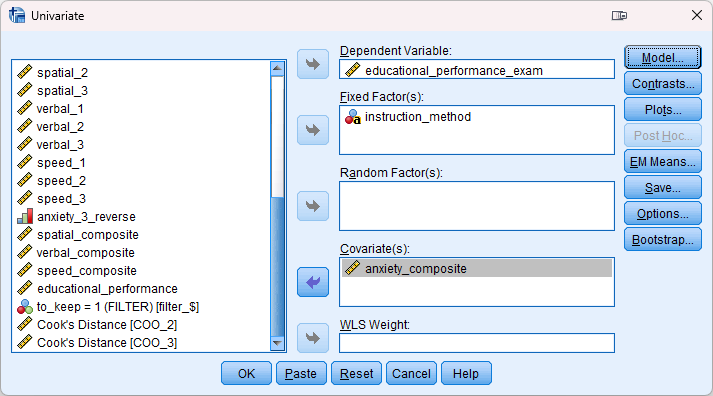 Univariate
spatial_2
spatial_3
verbal_1
verbal_2
verbal_3
speed_1
speed_2
speed_3
anxiety_3_reverse
spatial_composite
verbal_composite
speed_composite
educational_performance
to_keep = 1 (FILTER) [filter_$]
Cook's Distance [COO_2]
Cook's Distance [COO_3]
Dependent Variable:
educational_performance_exam
Fixed Factor(s):
a instruction_method
Random Factor(s):
Covariate(s):
anxiety_composite
WLS Weight:
Model...
Contrasts...
Plots...
Post Hoc...
EM Means...
Save...
Options...
Bootstrap...
OK Paste Reset Cancel Help